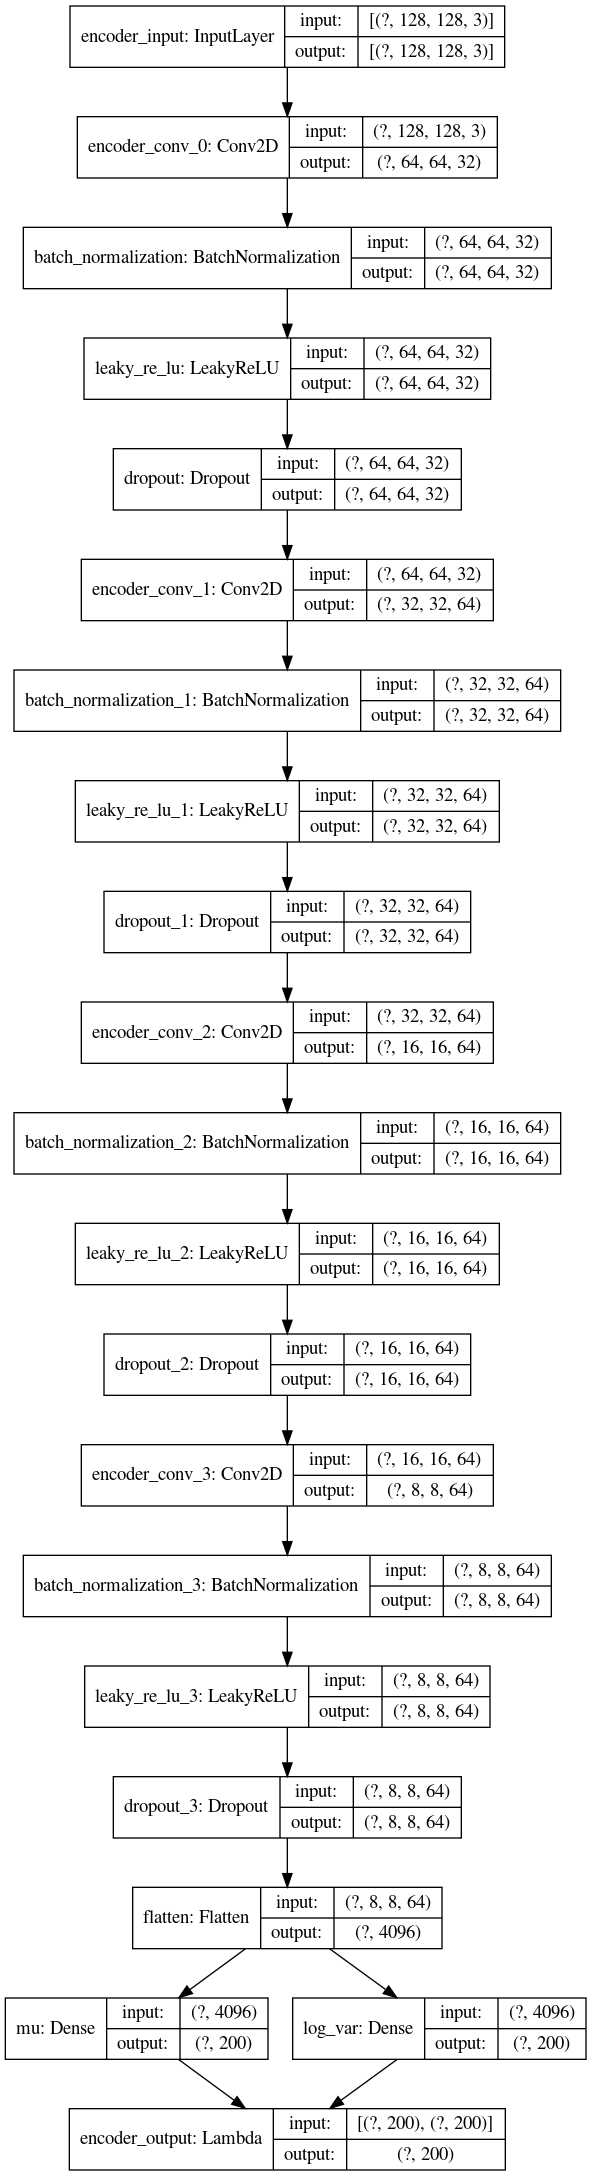 encoder_input: InputLayer
input: [(?, 128, 128, 3)]
output: [(?, 128, 128, 3)]
encoder_conv_0: Conv2D
input: (?, 128, 128, 3)
output: (?, 64, 64, 32)
batch_normalization: BatchNormalization
input: (?, 64, 64, 32)
output: (?, 64, 64, 32)
leaky_re_lu: LeakyReLU
input: (?, 64, 64, 32)
output: (?, 64, 64, 32)
dropout: Dropout
input: (?, 64, 64, 32)
output: (?, 64, 64, 32)
encoder_conv_1: Conv2D
input: (?, 64, 64, 32)
output: (?, 32, 32, 64)
batch_normalization_1: BatchNormalization
input: (?, 32, 32, 64)
output: (?, 32, 32, 64)
leaky_re_lu_1: LeakyReLU
input: (?, 32, 32, 64)
output: (?, 32, 32, 64)
dropout_1: Dropout
input: (?, 32, 32, 64)
output: (?, 32, 32, 64)
encoder_conv_2: Conv2D
input: (?, 32, 32, 64)
output: (?, 16, 16, 64)
batch_normalization_2: BatchNormalization
input: (?, 16, 16, 64)
output: (?, 16, 16, 64)
leaky_re_lu_2: LeakyReLU
input: (?, 16, 16, 64)
output: (?, 16, 16, 64)
dropout_2: Dropout
input: (?, 16, 16, 64)
output: (?, 16, 16, 64)
encoder_conv_3: Conv2D
input: (?, 16, 16, 64)
output: (?, 8, 8, 64)
batch_normalization_3: BatchNormalization
input: (?, 8, 8, 64)
output: (?, 8, 8, 64)
leaky_re_lu_3: LeakyReLU
input: (?, 8, 8, 64)
output: (?, 8, 8, 64)
dropout_3: Dropout
input: (?, 8, 8, 64)
output: (?, 8, 8, 64)
flatten: Flatten
input: (?, 8, 8, 64)
output: (?, 4096)
mu: Dense
input: (?, 4096)
output: (?, 200)
log_var: Dense
input: (?, 4096)
output: (?, 200)
encoder_output: Lambda
input: [(?, 200), (?, 200)]
output: (?, 200)